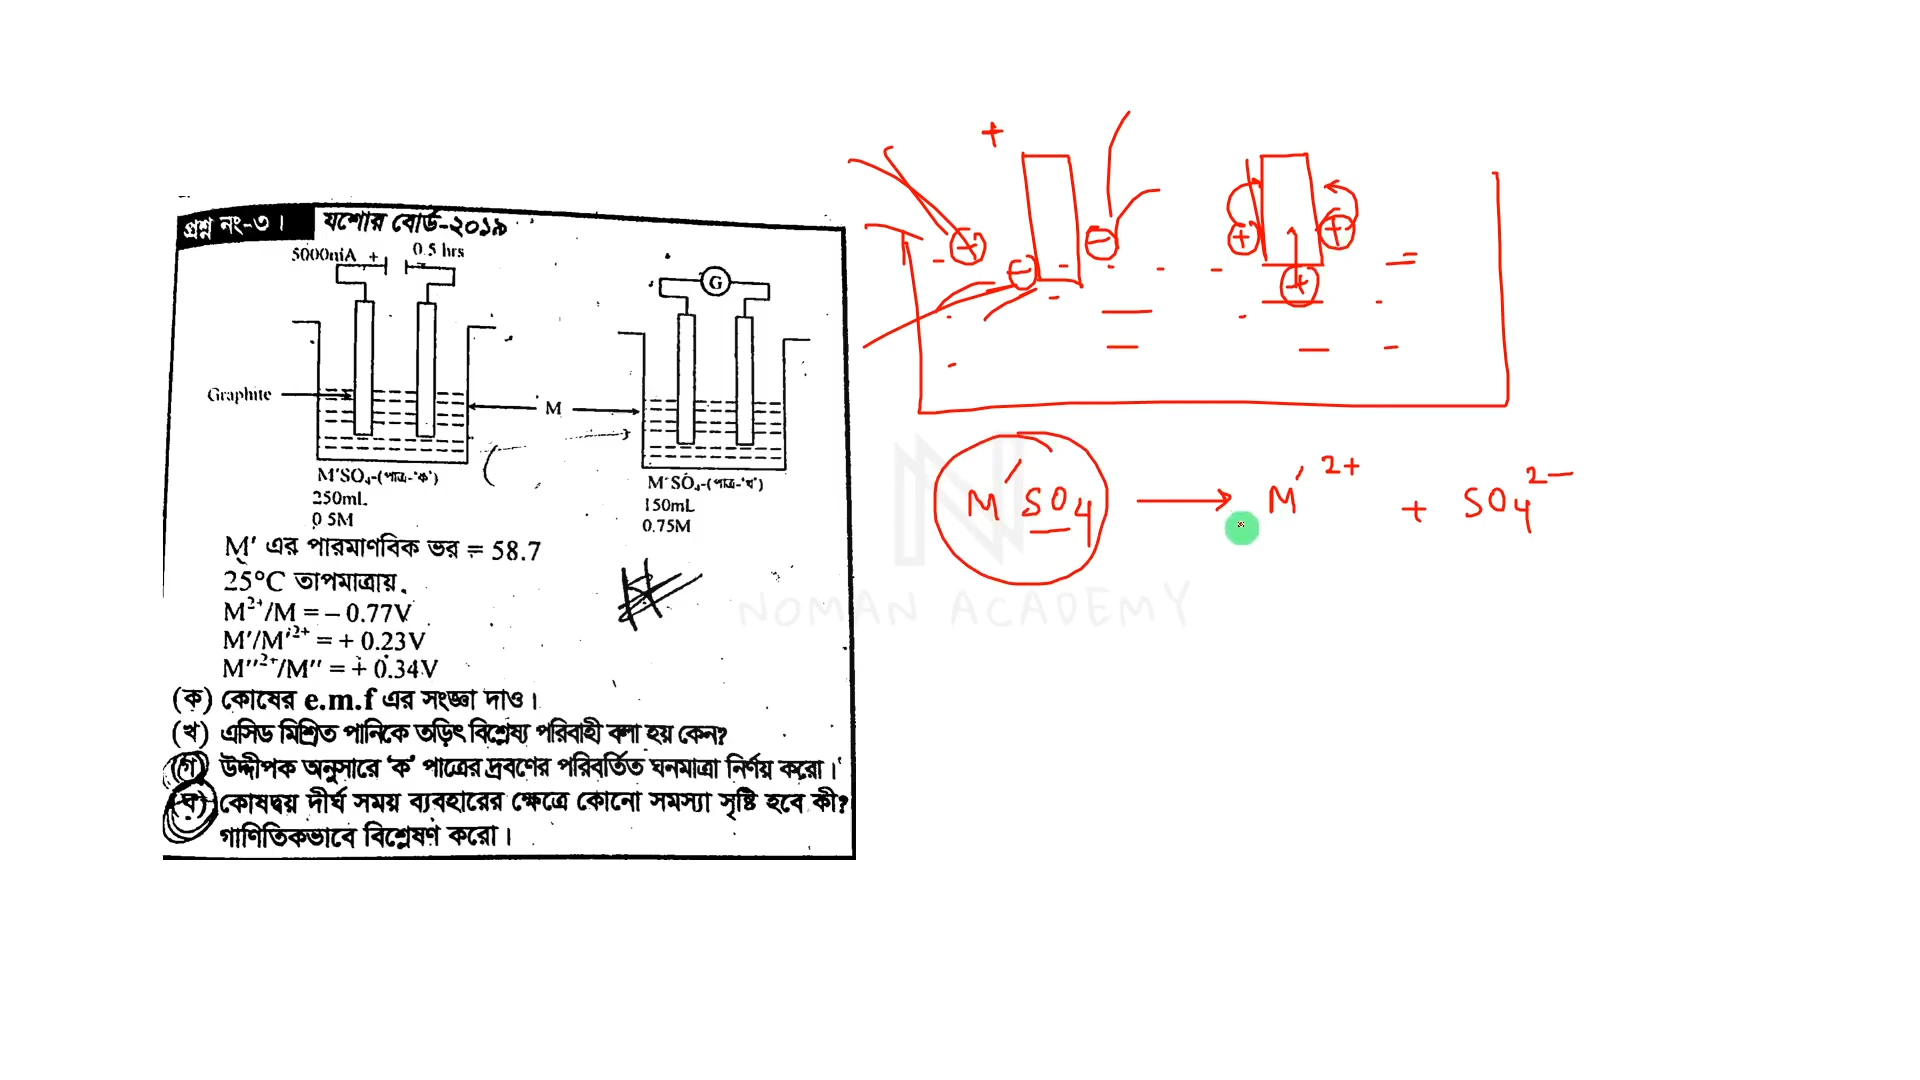 প্রশ্ন নং-৩। যশোর বোর্ড-২০১৯
5000mA + 0.5 hrs
G
Graphite
M
M'SO₄-(পাত্র-'ক')
250mL
0.5M
M''SO₄-(পাত্র-'খ')
150mL
0.75M
M' এর পারমাণবিক ভর = 58.7
25°C তাপমাত্রায়,
M²⁺/M = – 0.77V
M'/M'²⁺ = + 0.23V
M''²⁺/M'' = + 0.34V
(ক) কোষের e.m.f এর সংজ্ঞা দাও।
(খ) এসিড মিশ্রিত পানিকে তড়িৎ বিশ্লেষ্য পরিবাহী বলা হয় কেন?
(গ) উদ্দীপক অনুসারে 'ক' পাত্রের দ্রবণের পরিবর্তিত ঘনমাত্রা নির্ণয় করো।
(ঘ) কোষদ্বয় দীর্ঘ সময় ব্যবহারের ক্ষেত্রে কোনো সমস্যা সৃষ্টি হবে কী?
গাণিতিকভাবে বিশ্লেষণ করো।
+
+ – – + + +
M'SO₄ → M'²⁺ + SO₄²⁻
NOMAN ACADEMY